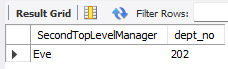 Result Grid Filter Rows:
SecondTopLevelManager dept_no
Eve 202